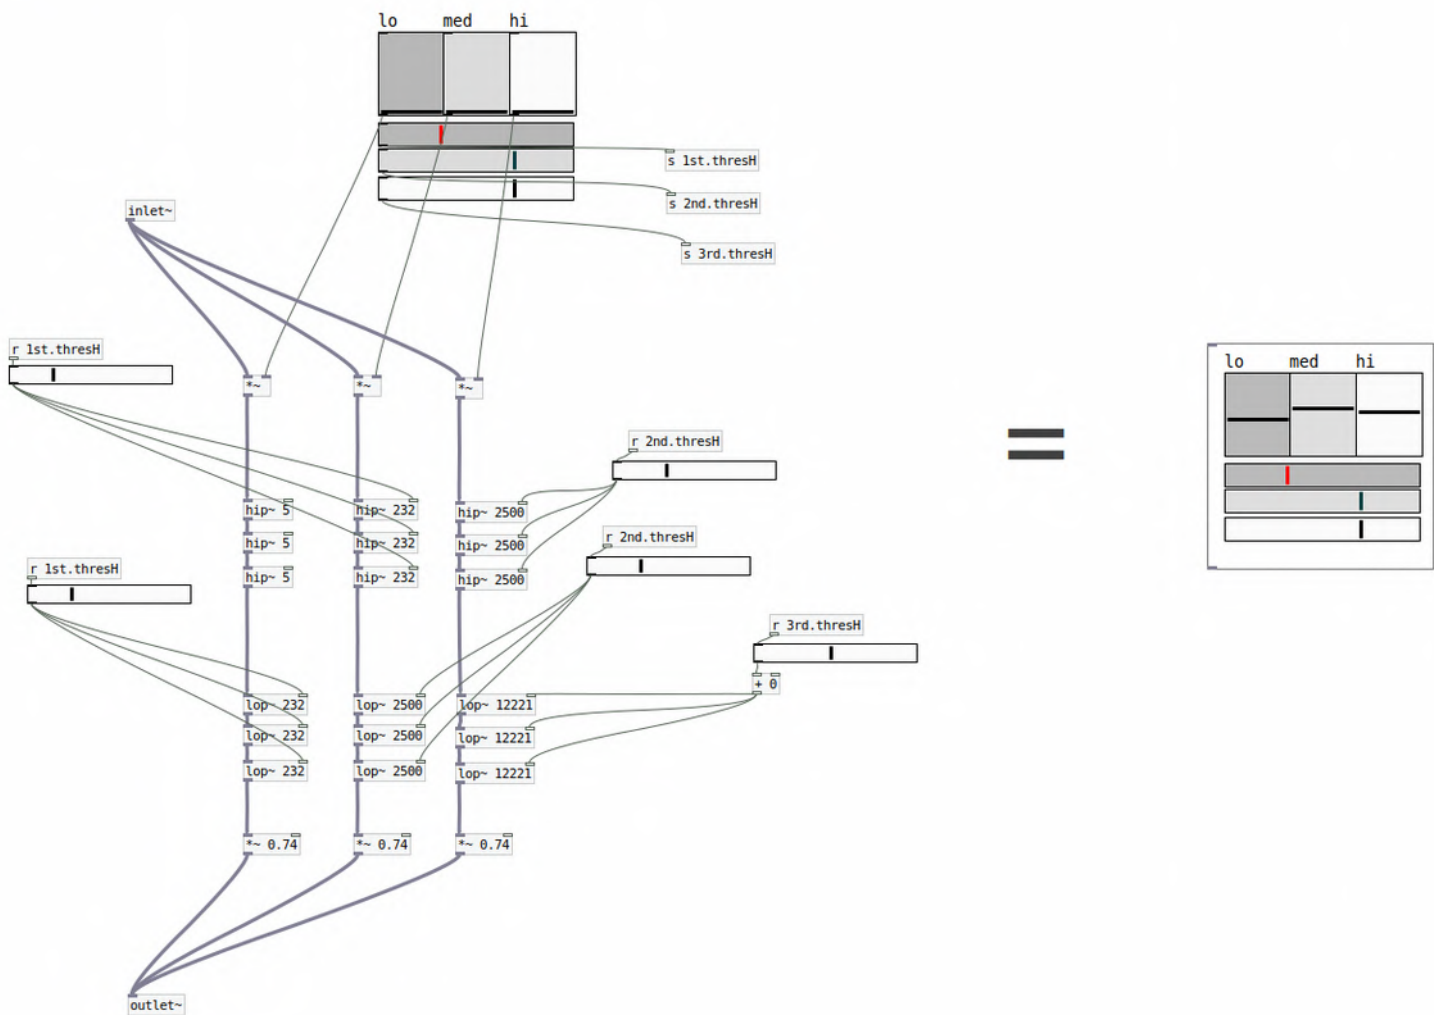 lo med hi
s 1st.thresH
s 2nd.thresH
inlet~
s 3rd.thresH
r 1st.thresH
lo med hi
*~ *~ *~
=
r 2nd.thresH
hip~ 5 hip~ 232 hip~ 2500
hip~ 5 hip~ 232 hip~ 2500
r 2nd.thresH
r 1st.thresH
hip~ 5 hip~ 232 hip~ 2500
r 3rd.thresH
+ 0
lop~ 232 lop~ 2500 lop~ 12221
lop~ 232 lop~ 2500 lop~ 12221
lop~ 232 lop~ 2500 lop~ 12221
*~ 0.74 *~ 0.74 *~ 0.74
outlet~